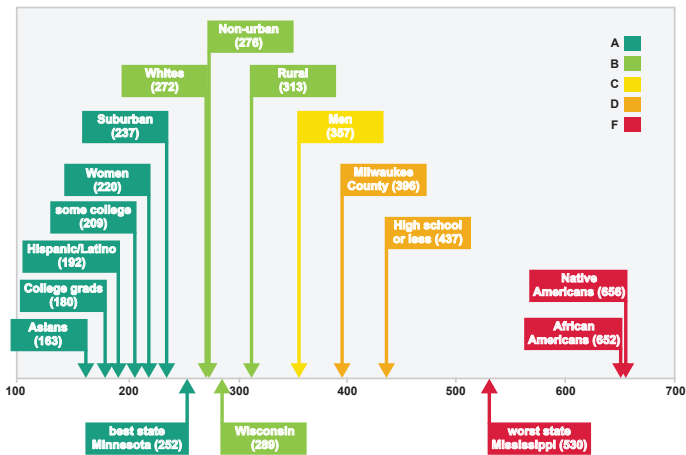 Non-urban
(276)
Whites
(272)
Rural
(313)
A
B
C
D
F
Suburban
(237)
Men
(357)
Women
(220)
Milwaukee
County (396)
some college
(209)
High school
or less (437)
Hispanic/Latino
(192)
College grads
(180)
Native
Americans (656)
Asians
(163)
African
Americans (652)
100
200
300
400
500
600
700
best state
Minnesota (252)
Wisconsin
(289)
worst state
Mississippi (530)